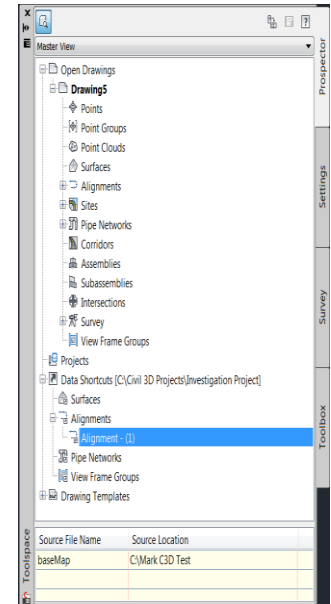 Master View
Open Drawings
Drawing5
Points
Point Groups
Point Clouds
Surfaces
Alignments
Sites
Pipe Networks
Corridors
Assemblies
Subassemblies
Intersections
Survey
View Frame Groups
Projects
Data Shortcuts [C:\Civil 3D Projects\Investigation Project]
Surfaces
Alignments
Alignment - (1)
Pipe Networks
View Frame Groups
Drawing Templates
Source File Name Source Location
baseMap C:\Mark C3D Test
Prospector
Settings
Survey
Toolbox
Toolspace